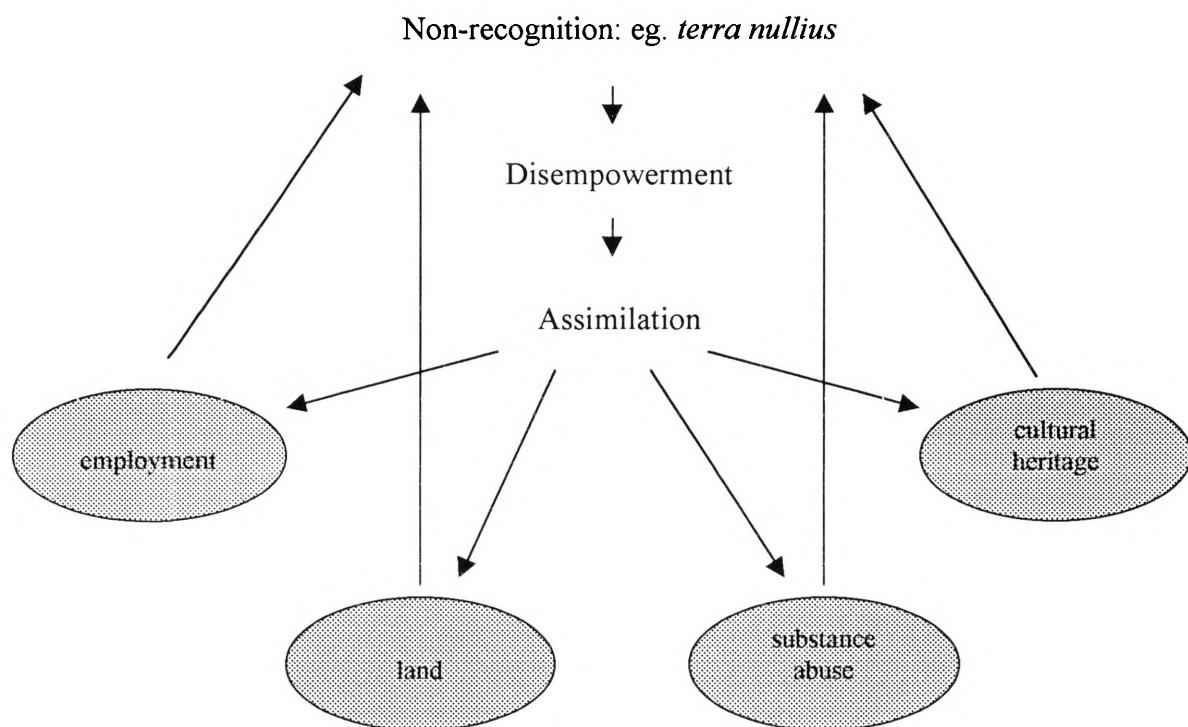 Non-recognition: eg. terra nullius
Disempowerment
Assimilation
employment
cultural
heritage
land
substance
abuse